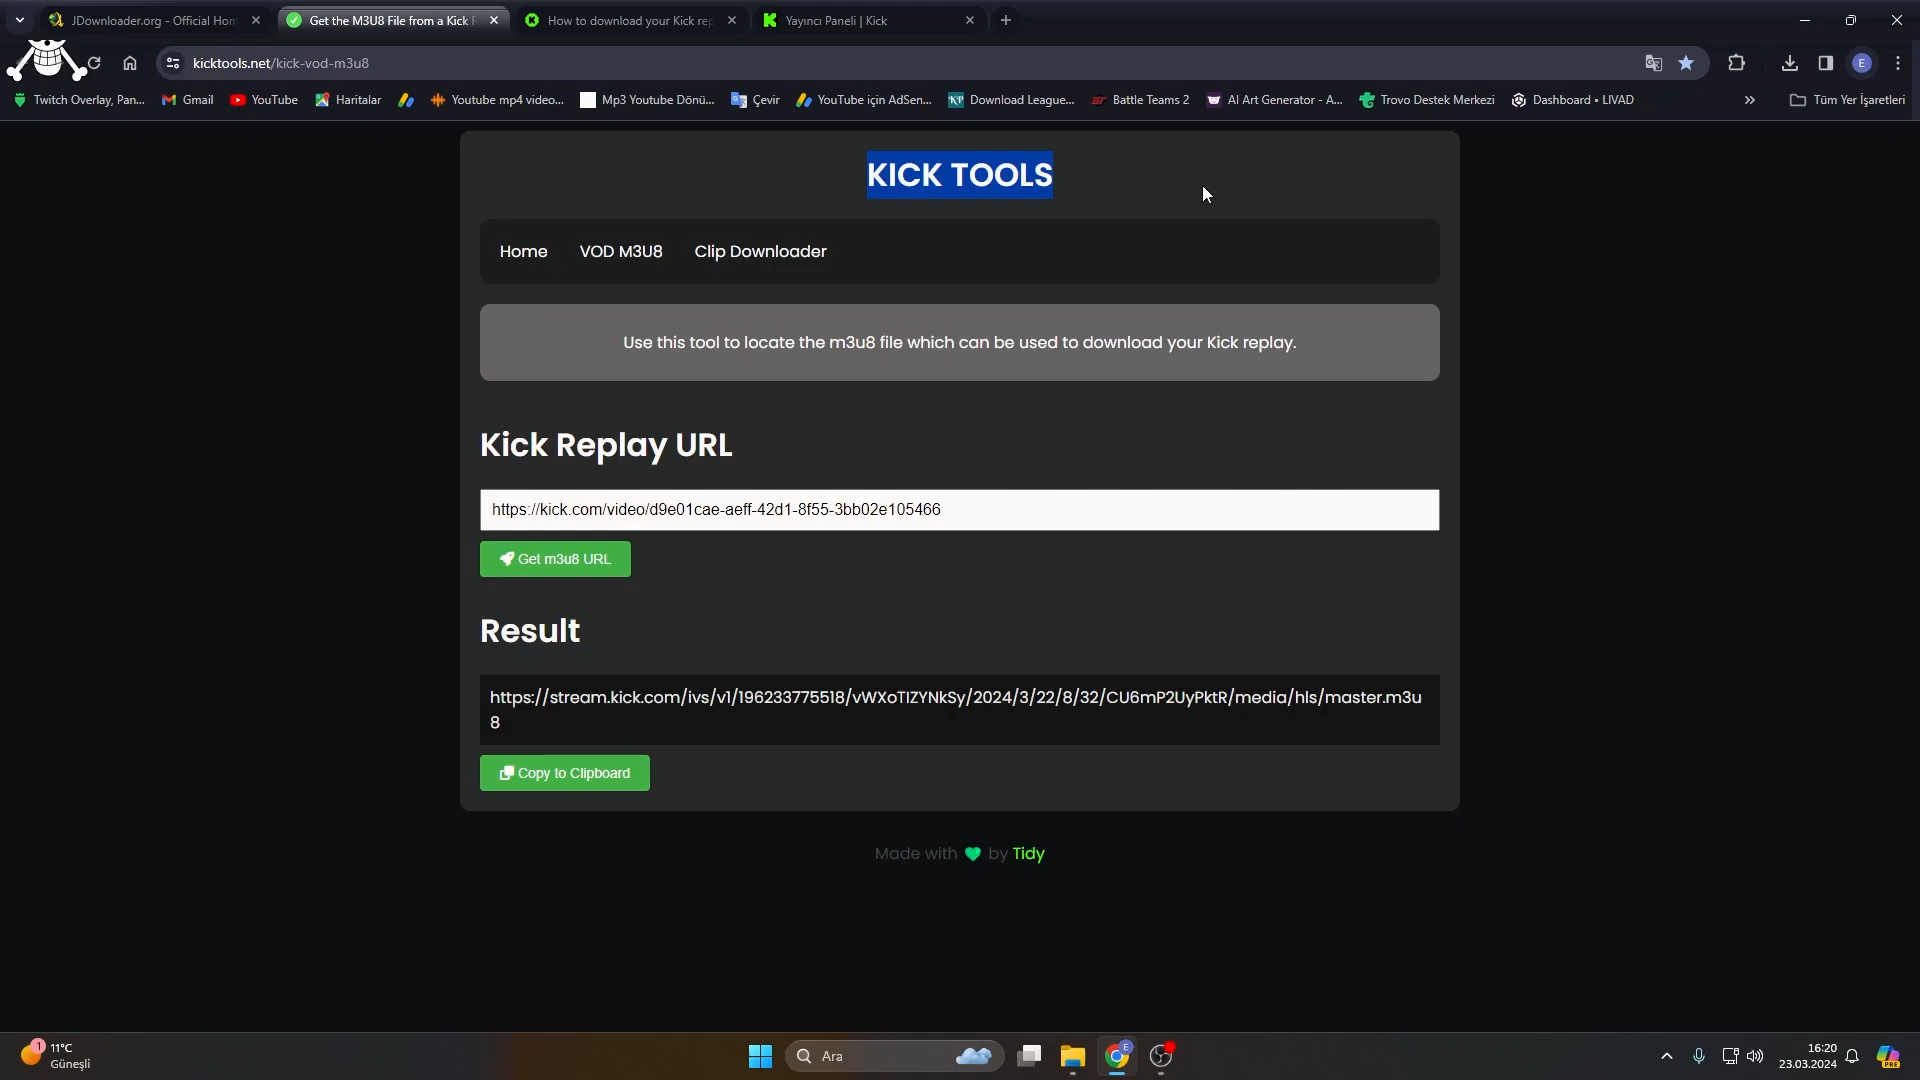 JDownloader.org - Official Hom
Get the M3U8 File from a Kick R
How to download your Kick rep
Yayıncı Paneli | Kick
kicktools.net/kick-vod-m3u8
E
Twitch Overlay, Pan...
Gmail
YouTube
Haritalar
Youtube mp4 video...
Mp3 Youtube Dönü...
Çevir
YouTube için AdSen...
Download League...
Battle Teams 2
AI Art Generator - A...
Trovo Destek Merkezi
Dashboard • LIVAD
Tüm Yer İşaretleri
KICK TOOLS
Home
VOD M3U8
Clip Downloader
Use this tool to locate the m3u8 file which can be used to download your Kick replay.
Kick Replay URL
https://kick.com/video/d9e01cae-aeff-42d1-8f55-3bb02e105466
Get m3u8 URL
Result
https://stream.kick.com/ivs/v1/196233775518/vWXoTIZYNkSy/2024/3/22/8/32/CU6mP2UyPktR/media/hls/master.m3u
8
Copy to Clipboard
Made with by Tidy
1
11°C
Güneşli
Ara
E
16:20
23.03.2024
PRE